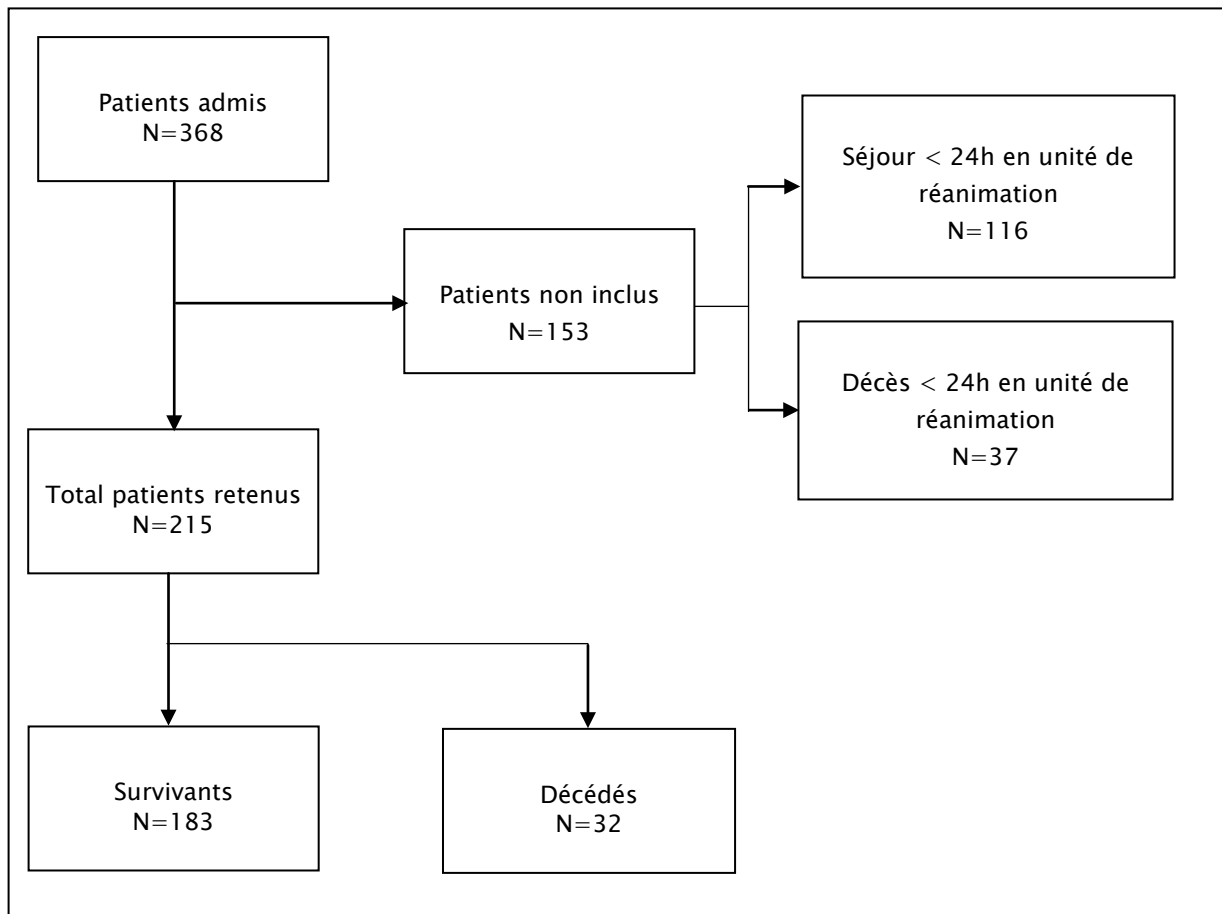 Patients admis
N=368
Séjour < 24h en unité de
réanimation
N=116
Patients non inclus
N=153
Décès < 24h en unité de
réanimation
N=37
Total patients retenus
N=215
Survivants
N=183
Décédés
N=32